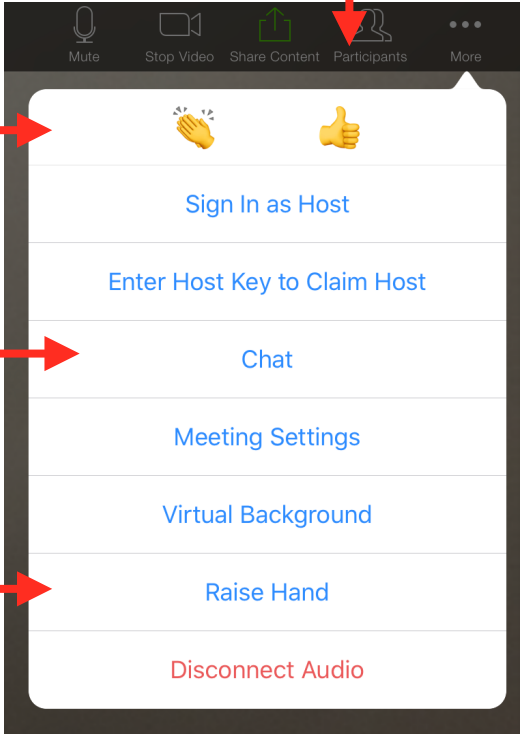 Mute Stop Video Share Content Participants More
Sign In as Host
Enter Host Key to Claim Host
Chat
Meeting Settings
Virtual Background
Raise Hand
Disconnect Audio